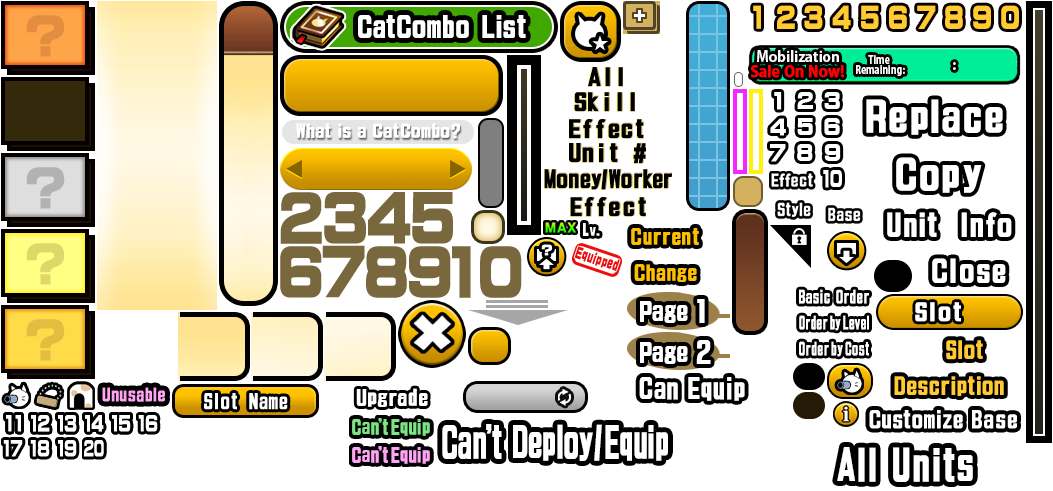 ?
?
?
?
?
CatCombo List
What is a CatCombo?
2345
678910
All
Skill
Effect
Unit #
Money/Worker
Effect
MAX Lv.
?
Equipped
Current
Change
Page 1
Page 2
Can Equip
1234567890
Mobilization
Sale On Now!
Time
Remaining:
:
1 2 3
4 5 6
7 8 9
Effect 10
Style
Base
Replace
Copy
Unit Info
Close
Basic Order
Order by Level
Order by Cost
Slot
Slot
Description
i
Customize Base
All Units
Unusable
11 12 13 14 15 16
17 18 19 20
Slot Name
Upgrade
Can't Equip
Can't Equip
Can't Deploy/Equip